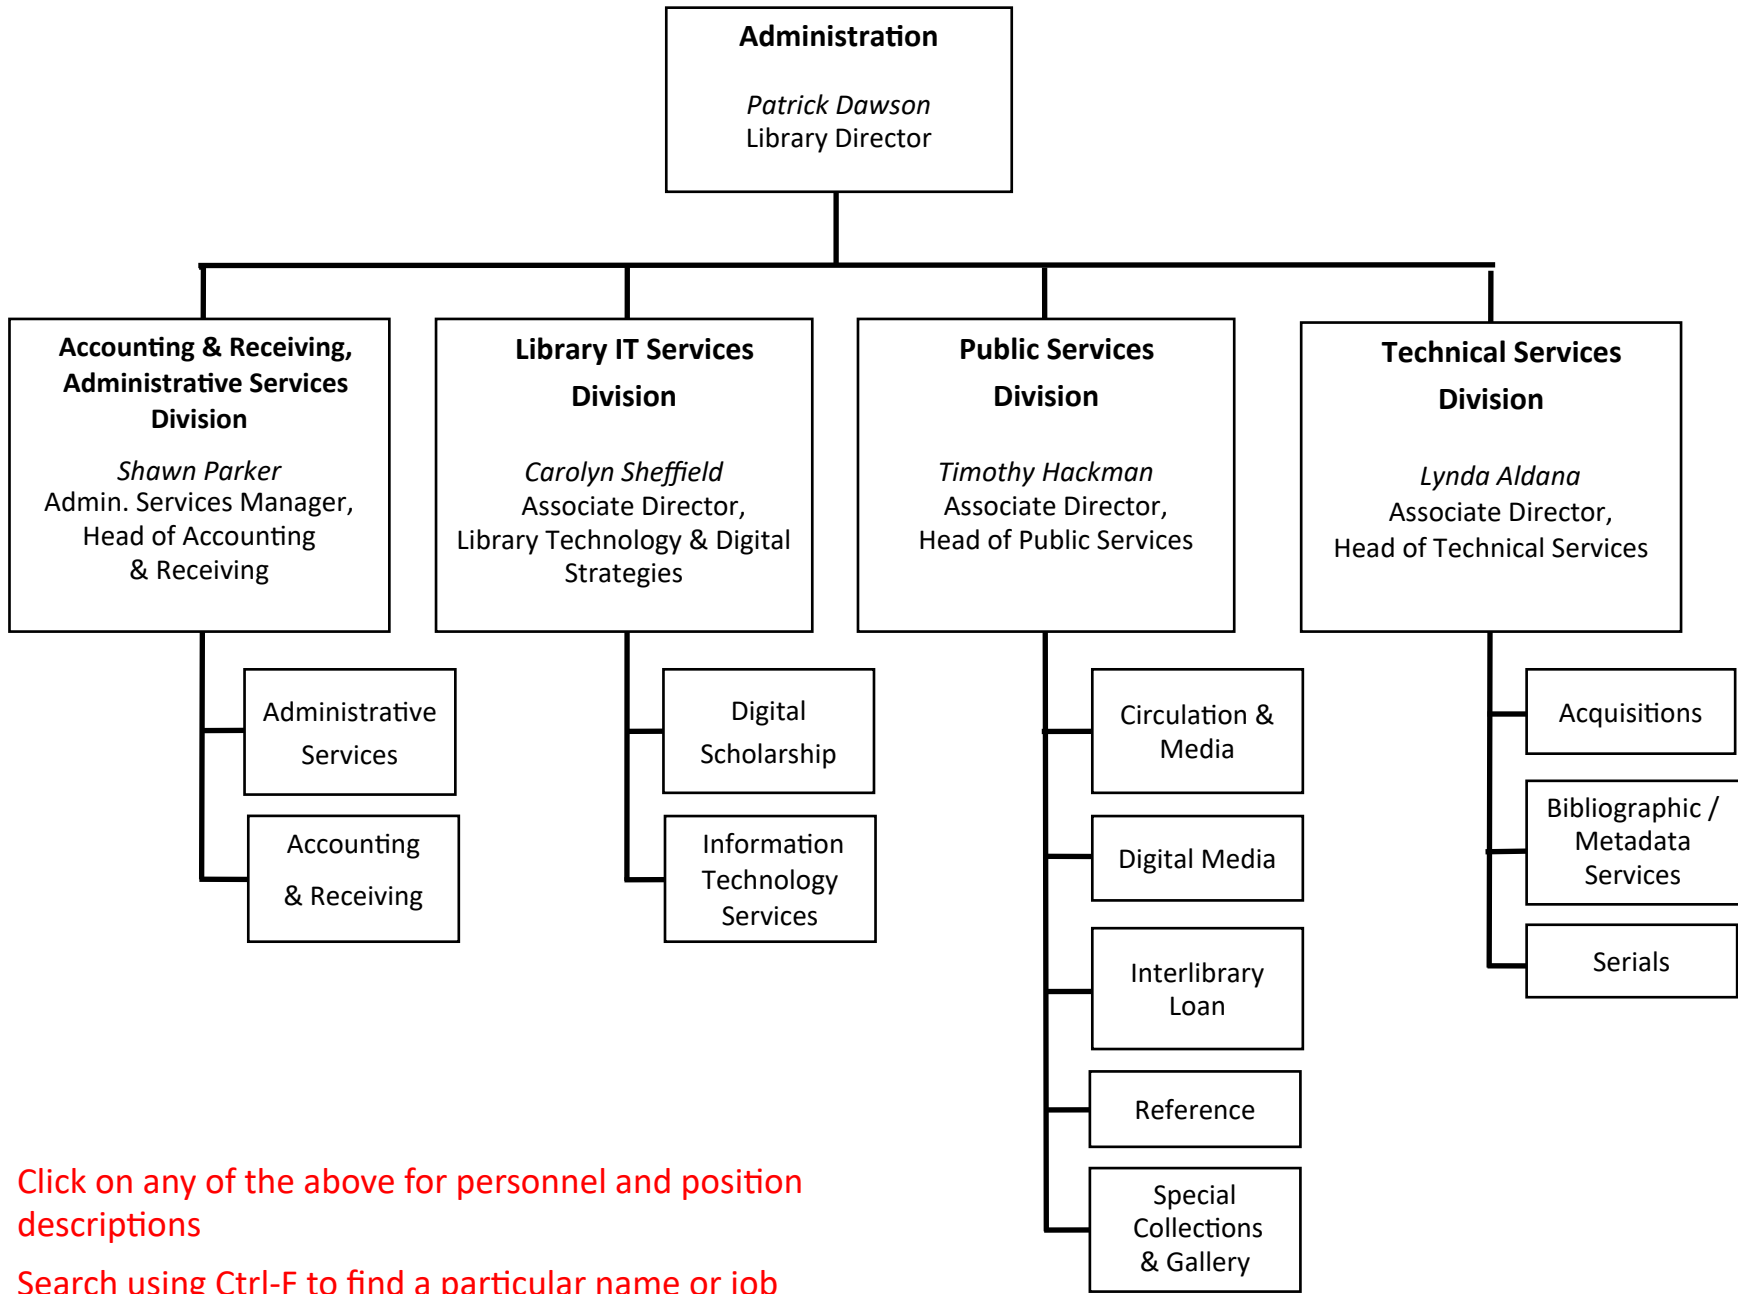 Administration
Patrick Dawson
Library Director
Accounting & Receiving,
Administrative Services
Division
Shawn Parker
Admin. Services Manager,
Head of Accounting
& Receiving
Library IT Services
Division
Carolyn Sheffield
Associate Director,
Library Technology & Digital
Strategies
Public Services
Division
Timothy Hackman
Associate Director,
Head of Public Services
Technical Services
Division
Lynda Aldana
Associate Director,
Head of Technical Services
Administrative
Services
Accounting
& Receiving
Digital
Scholarship
Information
Technology
Services
Circulation &
Media
Digital Media
Interlibrary
Loan
Reference
Special
Collections
& Gallery
Acquisitions
Bibliographic /
Metadata
Services
Serials
Click on any of the above for personnel and position
descriptions
Search using Ctrl-F to find a particular name or job